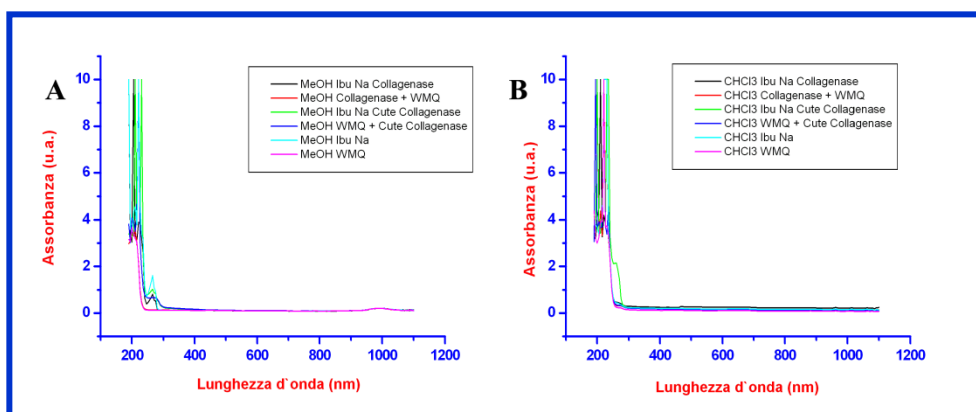 A
MeOH Ibu Na Collagenase
MeOH Collagenase + WMQ
MeOH Ibu Na Cute Collagenase
MeOH WMQ + Cute Collagenase
MeOH Ibu Na
MeOH WMQ
Assorbanza (u.a.)
10
8
6
4
2
0
200
400
600
800
1000
1200
Lunghezza d`onda (nm)
B
CHCl3 Ibu Na Collagenase
CHCl3 Collagenase + WMQ
CHCl3 Ibu Na Cute Collagenase
CHCl3 WMQ + Cute Collagenase
CHCl3 Ibu Na
CHCl3 WMQ
Assorbanza (u.a.)
10
8
6
4
2
0
200
400
600
800
1000
1200
Lunghezza d`onda (nm)